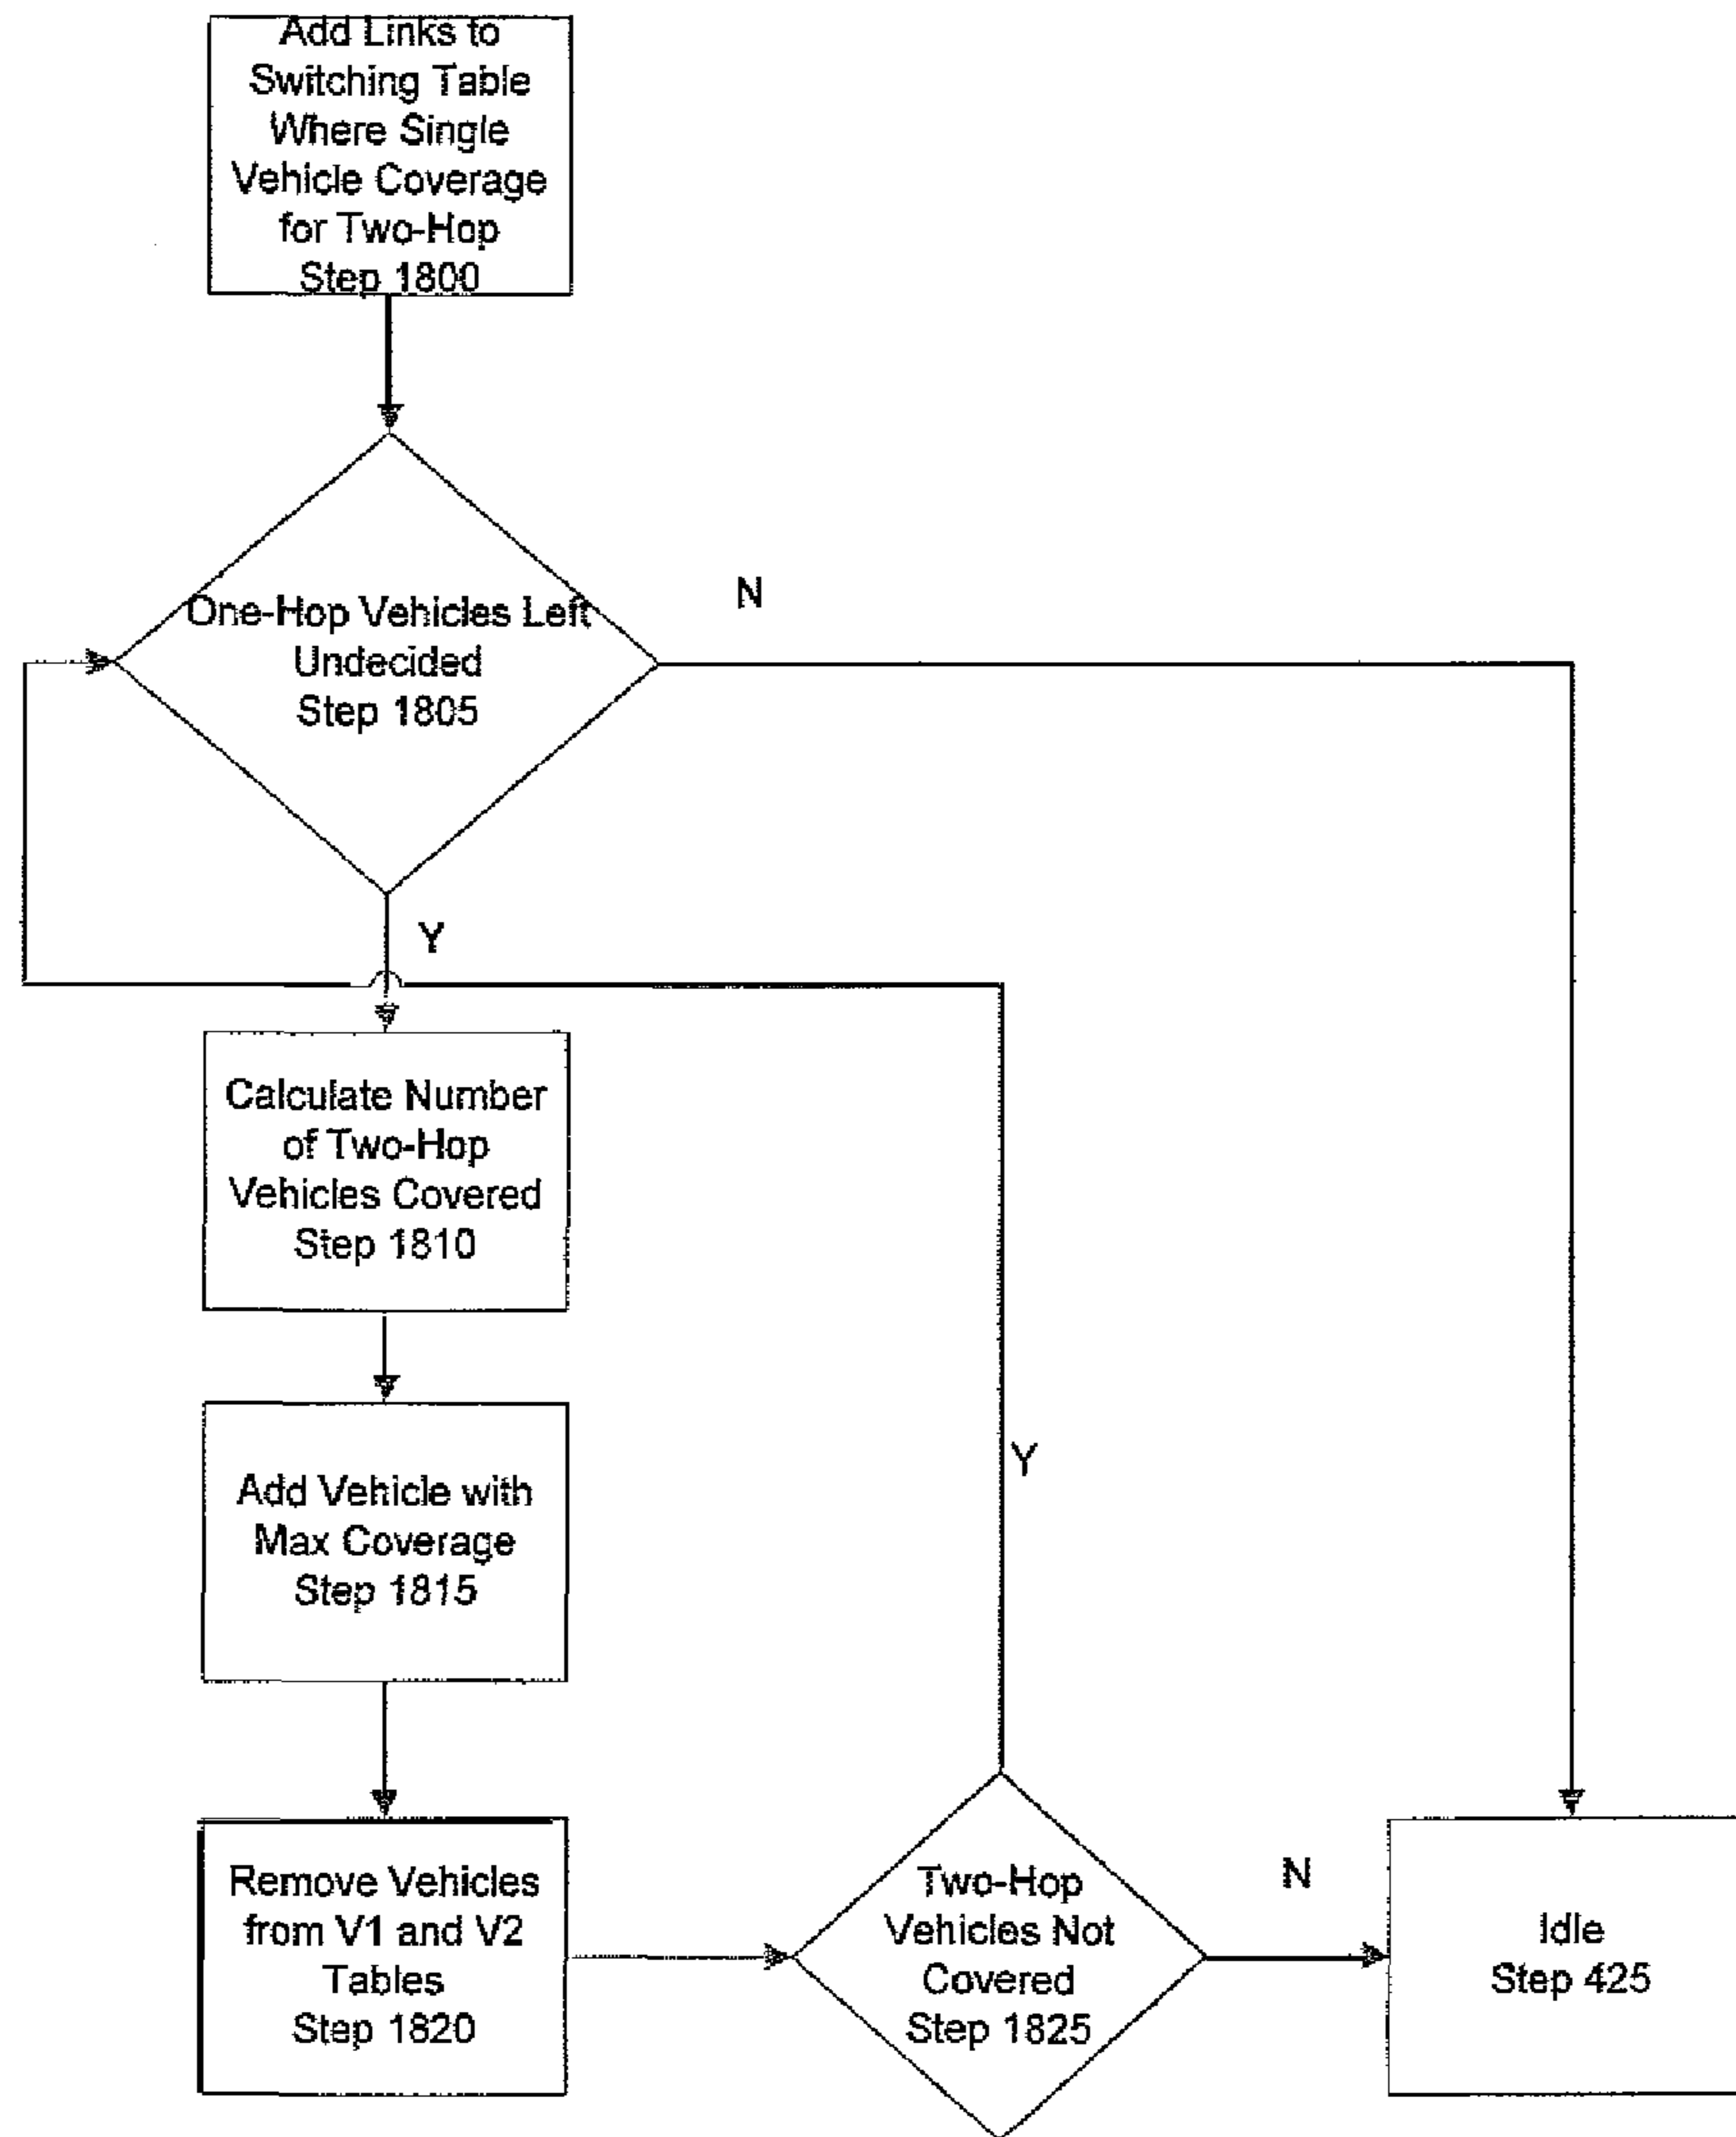 Add Links to
Switching Table
Where Single
Vehicle Coverage
for Two-Hop
Step 1800
One-Hop Vehicles Left
Undecided
Step 1805
N
Y
Calculate Number
of Two-Hop
Vehicles Covered
Step 1810
Add Vehicle with
Max Coverage
Step 1815
Y
Remove Vehicles
from V1 and V2
Tables
Step 1820
Two-Hop
Vehicles Not
Covered
Step 1825
N
Idle
Step 425